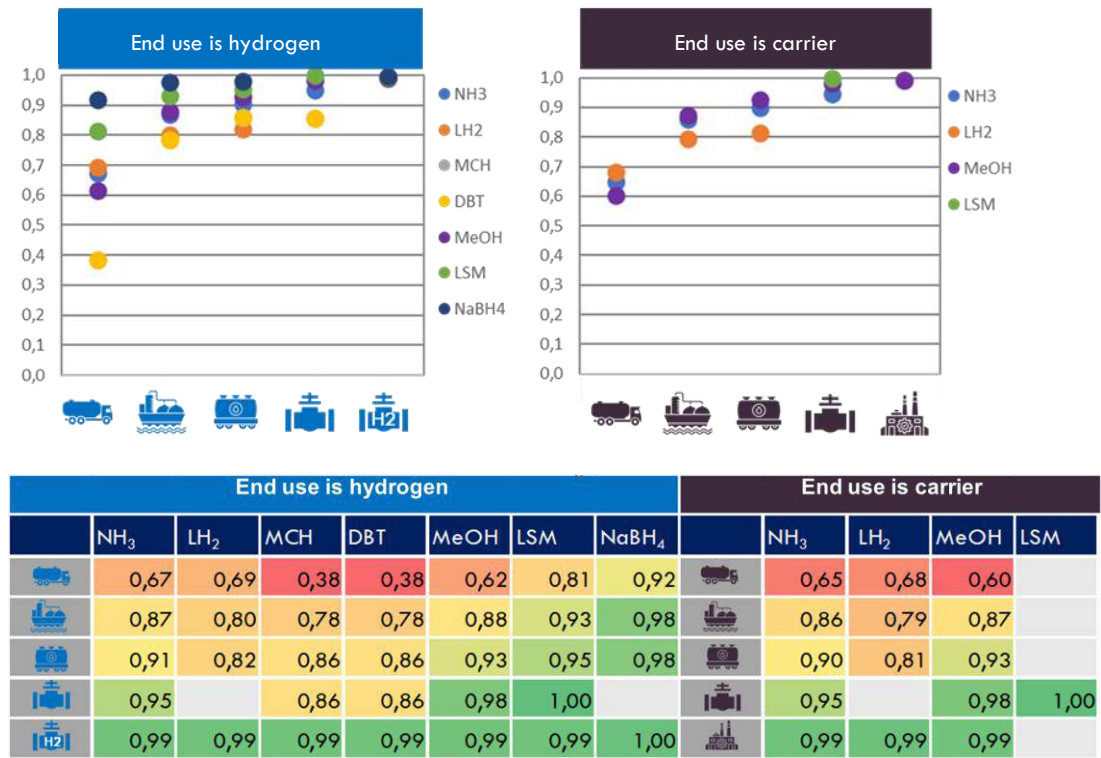 End use is hydrogen
1,0
0,9
0,8
0,7
0,6
0,5
0,4
0,3
0,2
0,1
0,0
NH3
LH2
MCH
DBT
MeOH
LSM
NaBH4
H2
End use is carrier
1,0
0,9
0,8
0,7
0,6
0,5
0,4
0,3
0,2
0,1
0,0
NH3
LH2
MeOH
LSM
End use is hydrogen End use is carrier
NH₃ LH₂ MCH DBT MeOH LSM NaBH₄ NH₃ LH₂ MeOH LSM
0,67 0,69 0,38 0,38 0,62 0,81 0,92 0,65 0,68 0,60
0,87 0,80 0,78 0,78 0,88 0,93 0,98 0,86 0,79 0,87
0,91 0,82 0,86 0,86 0,93 0,95 0,98 0,90 0,81 0,93
0,95 0,86 0,86 0,98 1,00 0,95 0,98 1,00
H2 0,99 0,99 0,99 0,99 0,99 0,99 1,00 0,99 0,99 0,99